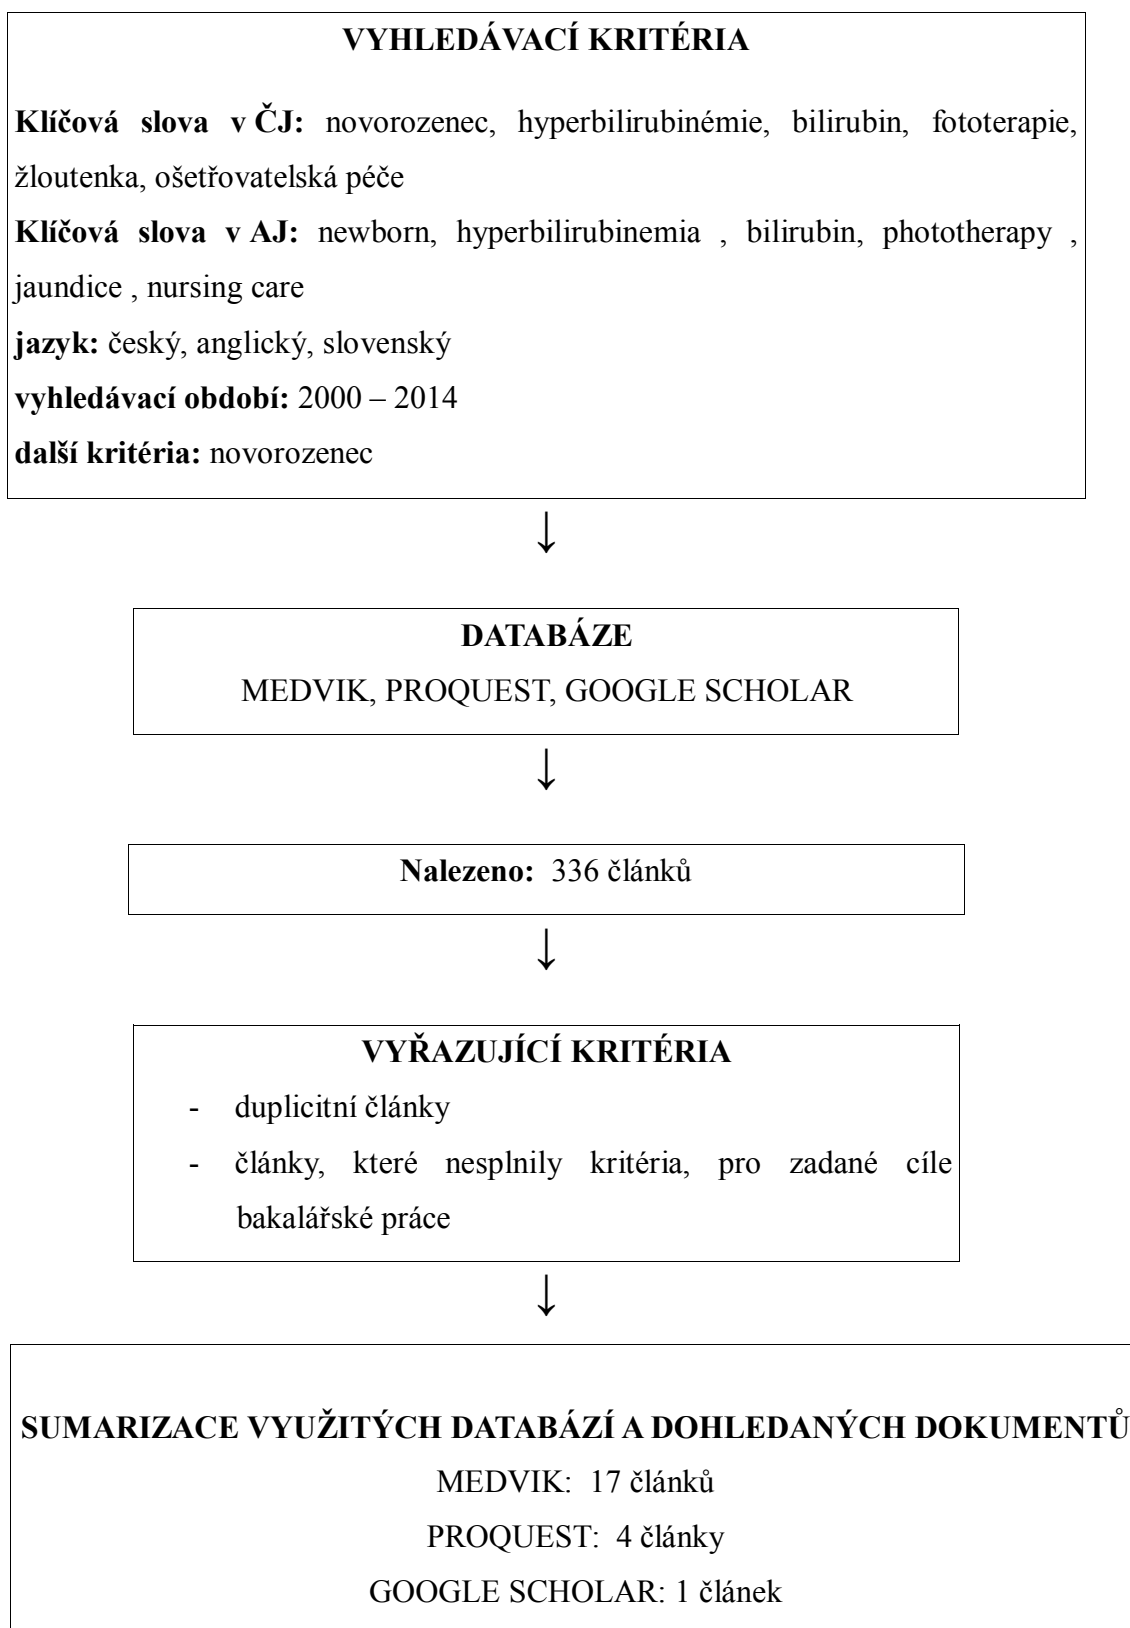 VYHLEDÁVACÍ KRITÉRIA
Klíčová slova v ČJ: novorozenec, hyperbilirubinémie, bilirubin, fototerapie,
žloutenka, ošetřovatelská péče
Klíčová slova v AJ: newborn, hyperbilirubinemia , bilirubin, phototherapy ,
jaundice , nursing care
jazyk: český, anglický, slovenský
vyhledávací období: 2000 – 2014
další kritéria: novorozenec
↓
DATABÁZE
MEDVIK, PROQUEST, GOOGLE SCHOLAR
↓
Nalezeno: 336 článků
↓
VYŘAZUJÍCÍ KRITÉRIA
- duplicitní články
- články, které nesplnily kritéria, pro zadané cíle
bakalářské práce
↓
SUMARIZACE VYUŽITÝCH DATABÁZÍ A DOHLEDANÝCH DOKUMENTŮ
MEDVIK: 17 článků
PROQUEST: 4 články
GOOGLE SCHOLAR: 1 článek